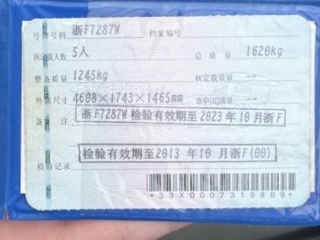 号牌号码 浙F7287W 档案编号
核定载人数 5人 总质量 1620kg
整备质量 1245kg 核定载质量 --
外廓尺寸 4608×1743×1465mm 准牵引总质量 --
备注 浙F7287W 检验有效期至2023年10月浙F
检验有效期至2013年10月浙F(00)
检验记录
*33X0007319869*